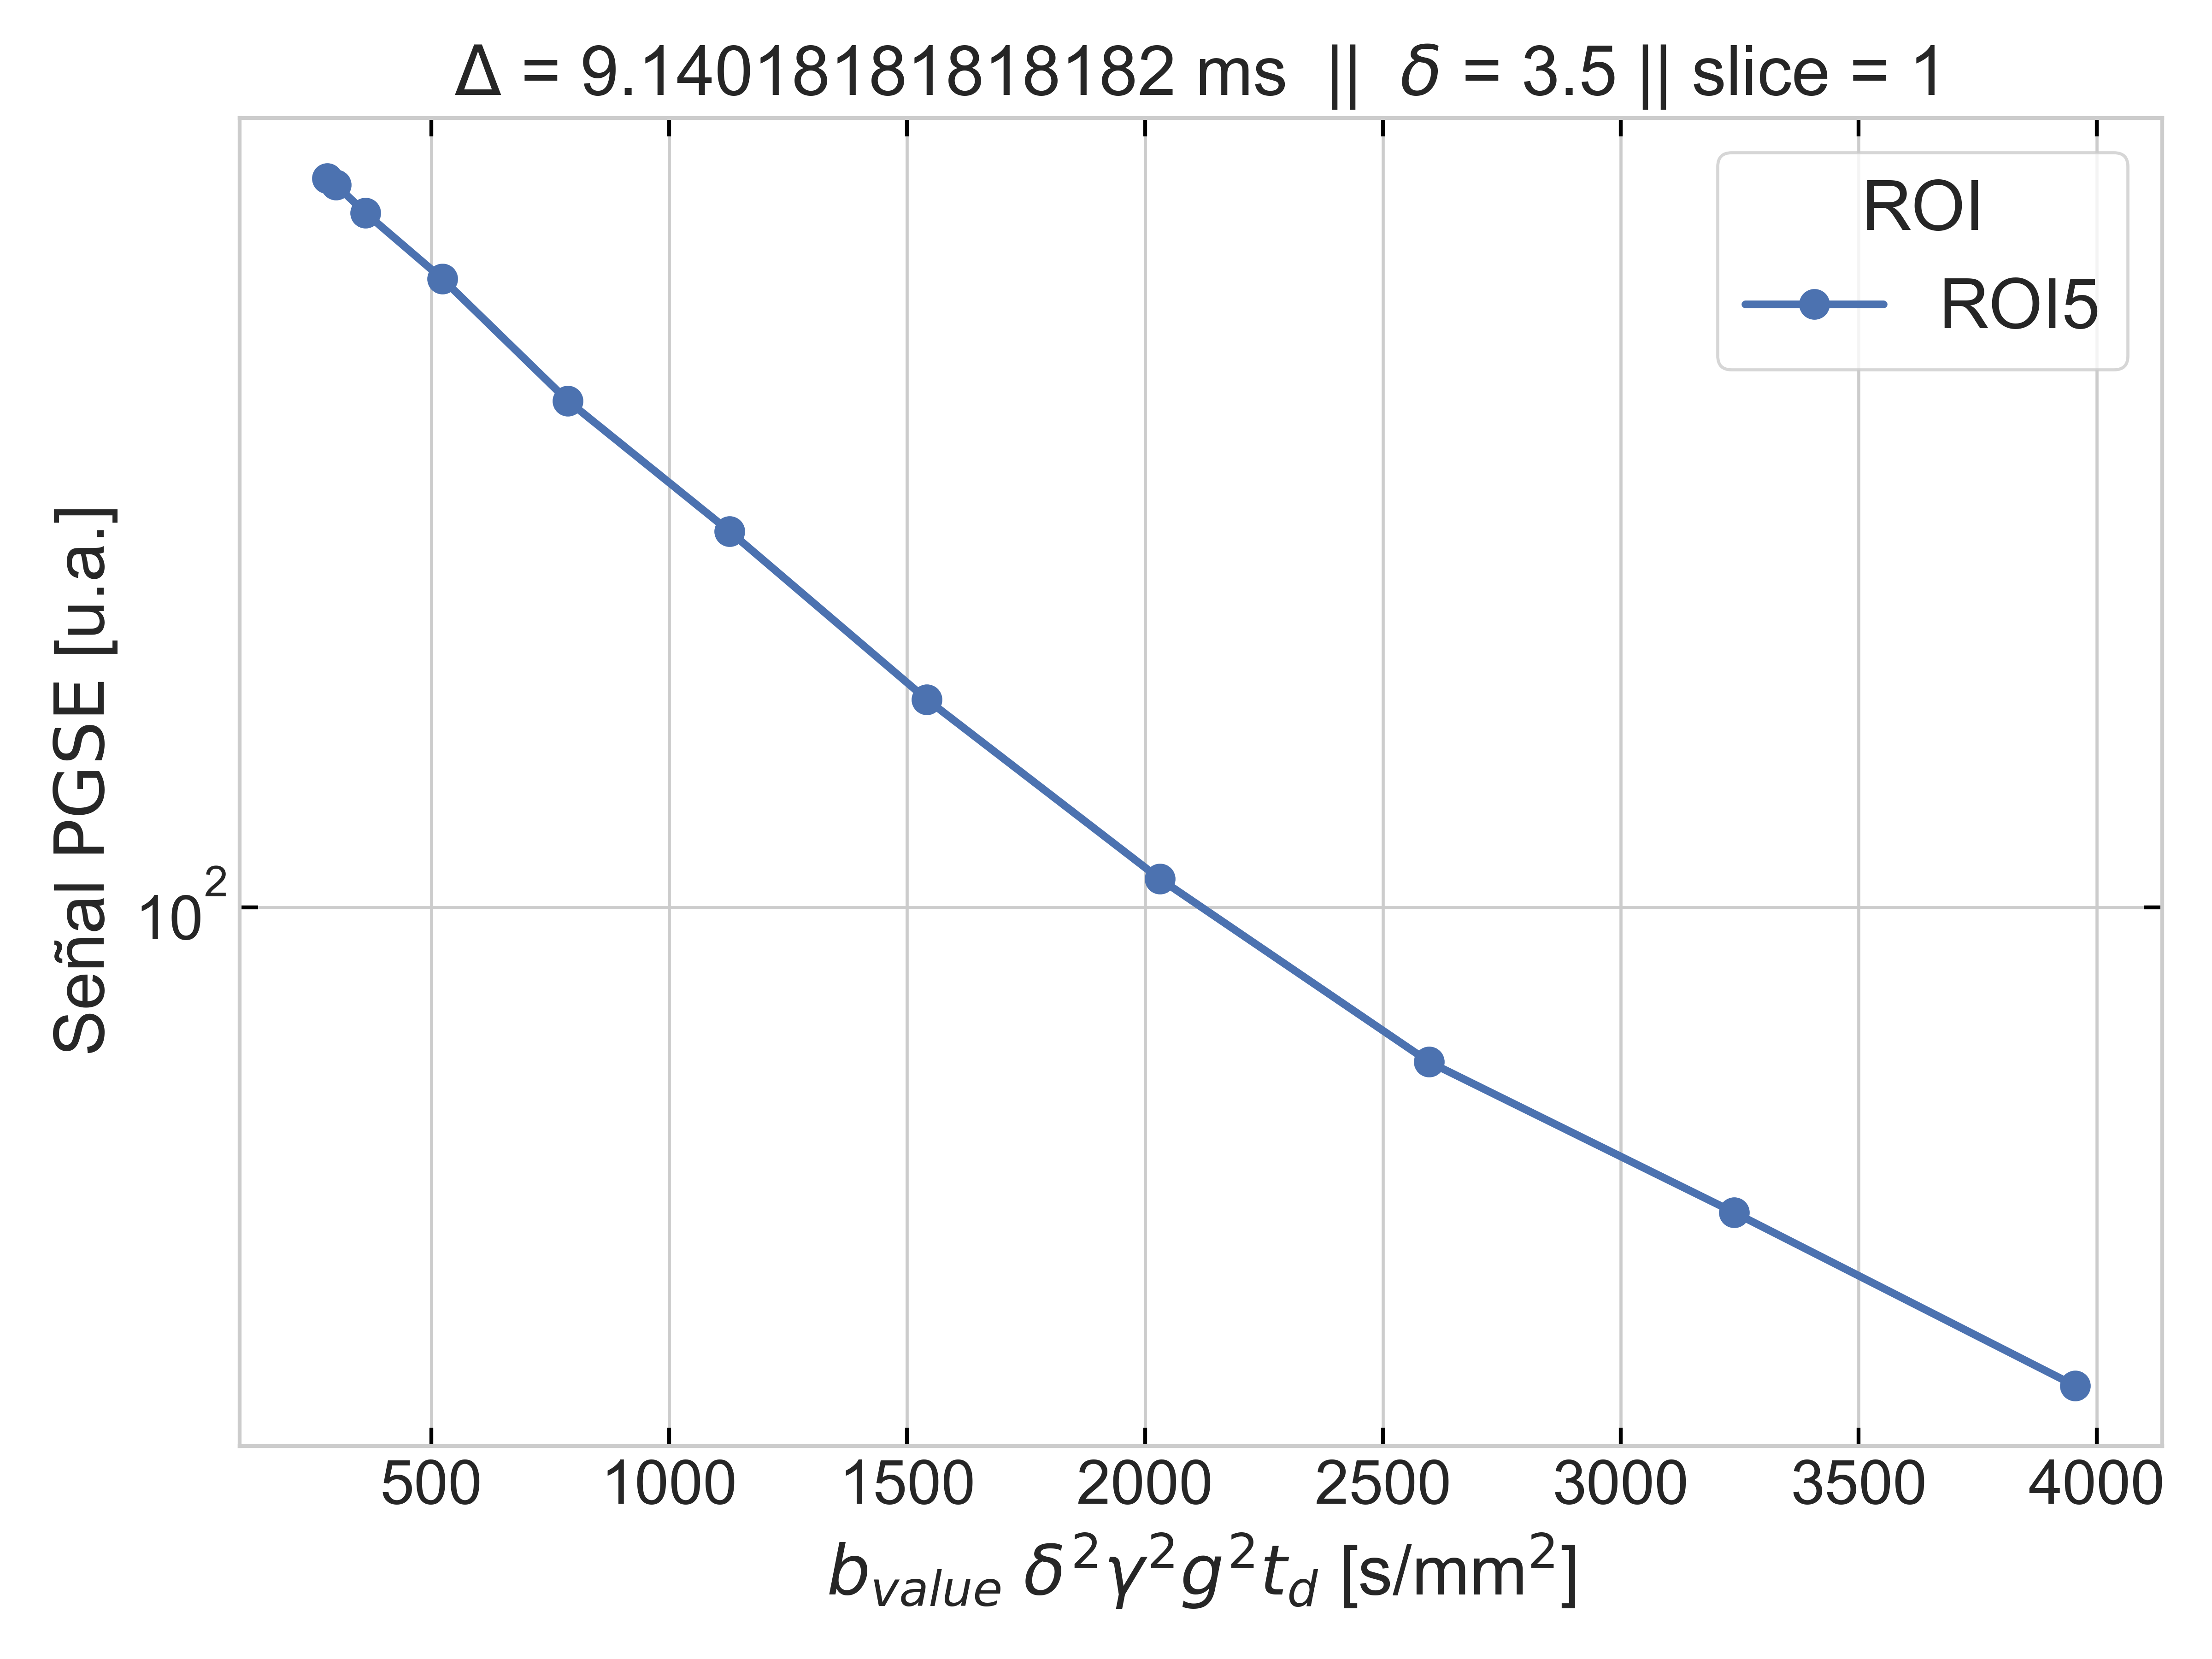 Δ = 9.14018181818182 ms || δ = 3.5 || slice = 1
ROI
ROI5
Señal PGSE [u.a.]
10²
500 1000 1500 2000 2500 3000 3500 4000
b_value δ²γ²g²t_d [s/mm²]